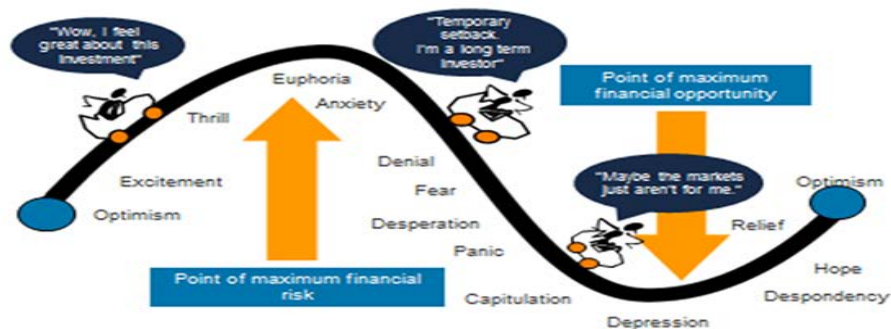 "Wow, I feel
great about this
Investment"
"Temporary
setback.
I'm a long term
Investor"
Point of maximum
financial opportunity
Euphoria
Anxiety
Thrill
Denial
Excitement
Fear
"Maybe the markets
Just aren't for me."
Optimism
Optimism
Desperation
Relief
Panic
Point of maximum financial
risk
Hope
Capitulation
Despondency
Depression